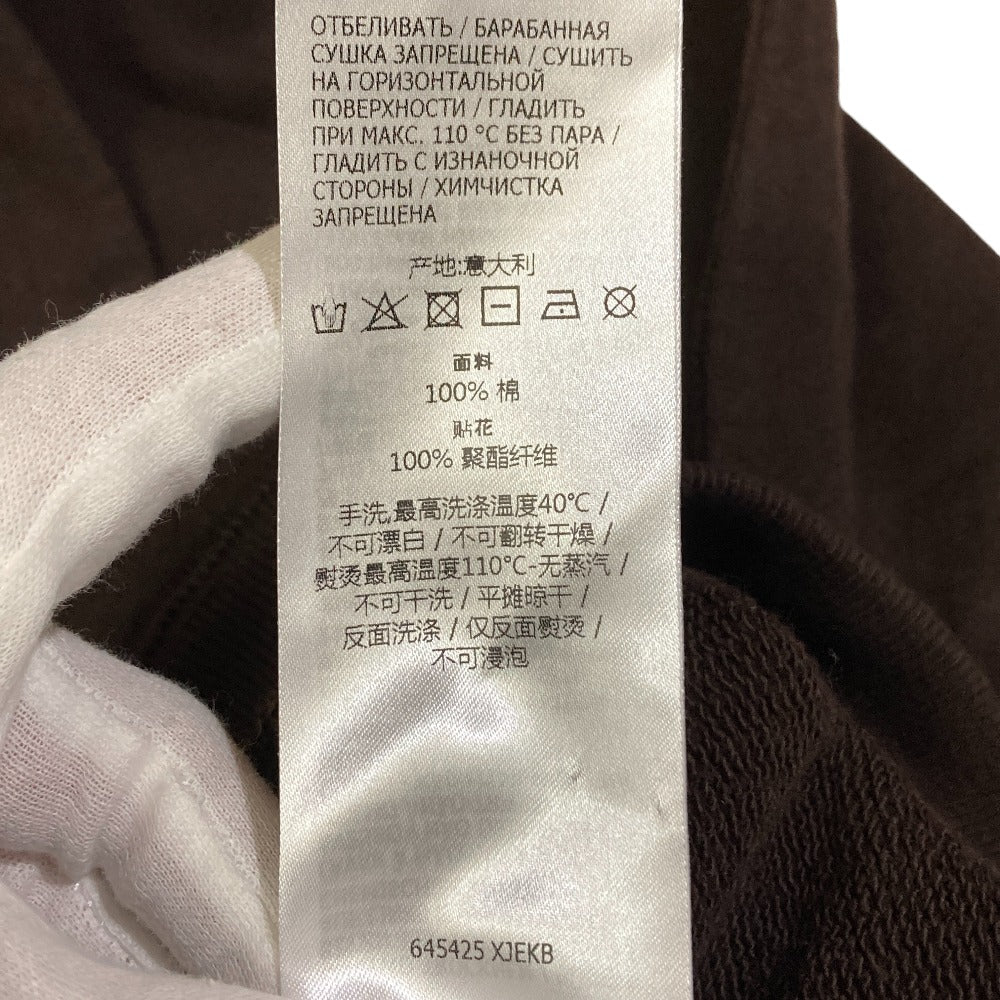 ОТБЕЛИВАТЬ / БАРАБАННАЯ
СУШКА ЗАПРЕЩЕНА / СУШИТЬ
НА ГОРИЗОНТАЛЬНОЙ
ПОВЕРХНОСТИ / ГЛАДИТЬ
ПРИ МАКС. 110 °C БЕЗ ПАРА /
ГЛАДИТЬ С ИЗНАНОЧНОЙ
СТОРОНЫ / ХИМЧИСТКА
ЗАПРЕЩЕНА
产地:意大利
面料
100% 棉
贴花
100% 聚酯纤维
手洗,最高洗涤温度40°C /
不可漂白 / 不可翻转干燥 /
熨烫最高温度110°C-无蒸汽 /
不可干洗 / 平摊晾干 /
反面洗涤 / 仅反面熨烫 /
不可浸泡
645425 XJEKB